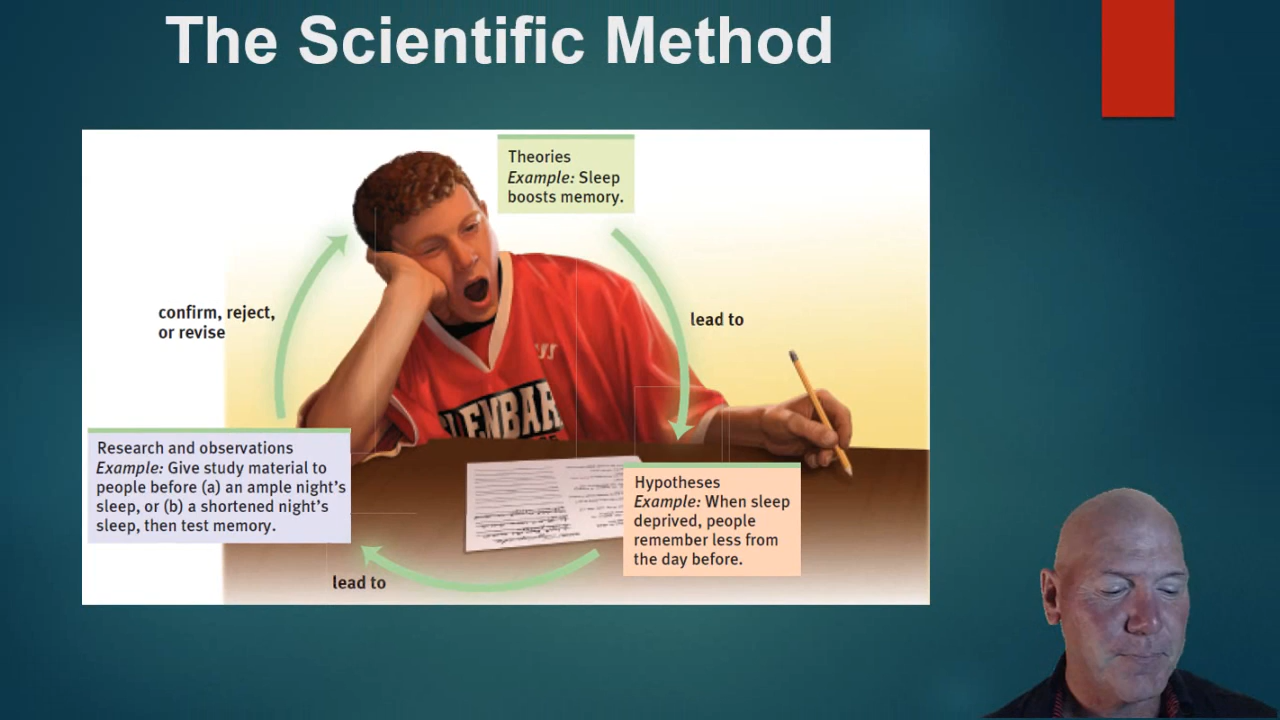 The Scientific Method
Theories
Example: Sleep
boosts memory.
confirm, reject,
or revise
lead to
Research and observations
Example: Give study material to
people before (a) an ample night's
sleep, or (b) a shortened night's
sleep, then test memory.
Hypotheses
Example: When sleep
deprived, people
remember less from
the day before.
lead to